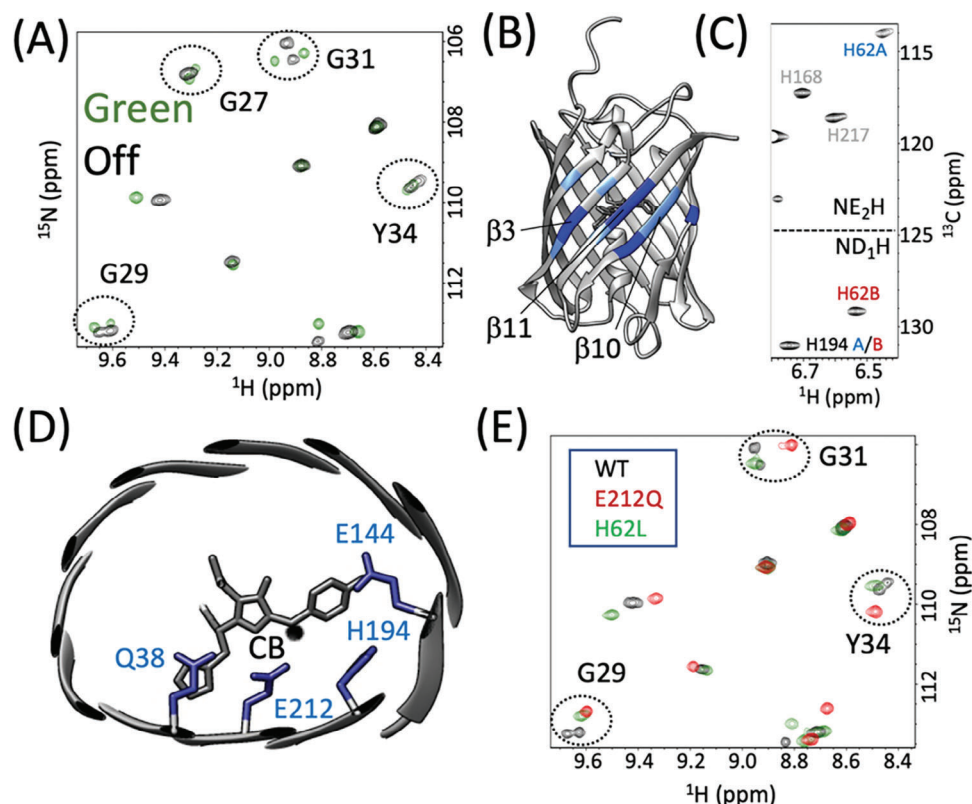 (A)
Green
Off
G27
G31
G29
Y34
106
108
110
112
¹⁵N (ppm)
9.6 9.4 9.2 9.0 8.8 8.6 8.4
¹H (ppm)
(B)
β3
β11
β10
(C)
H62A
H168
H217
NE₂H
ND₁H
H62B
H194 A/B
115
120
125
130
¹³C (ppm)
6.7 6.5
¹H (ppm)
(D)
E144
H194
CB
Q38
E212
(E)
WT
E212Q
H62L
G31
Y34
G29
108
110
112
¹⁵N (ppm)
9.6 9.4 9.2 9.0 8.8 8.6 8.4
¹H (ppm)